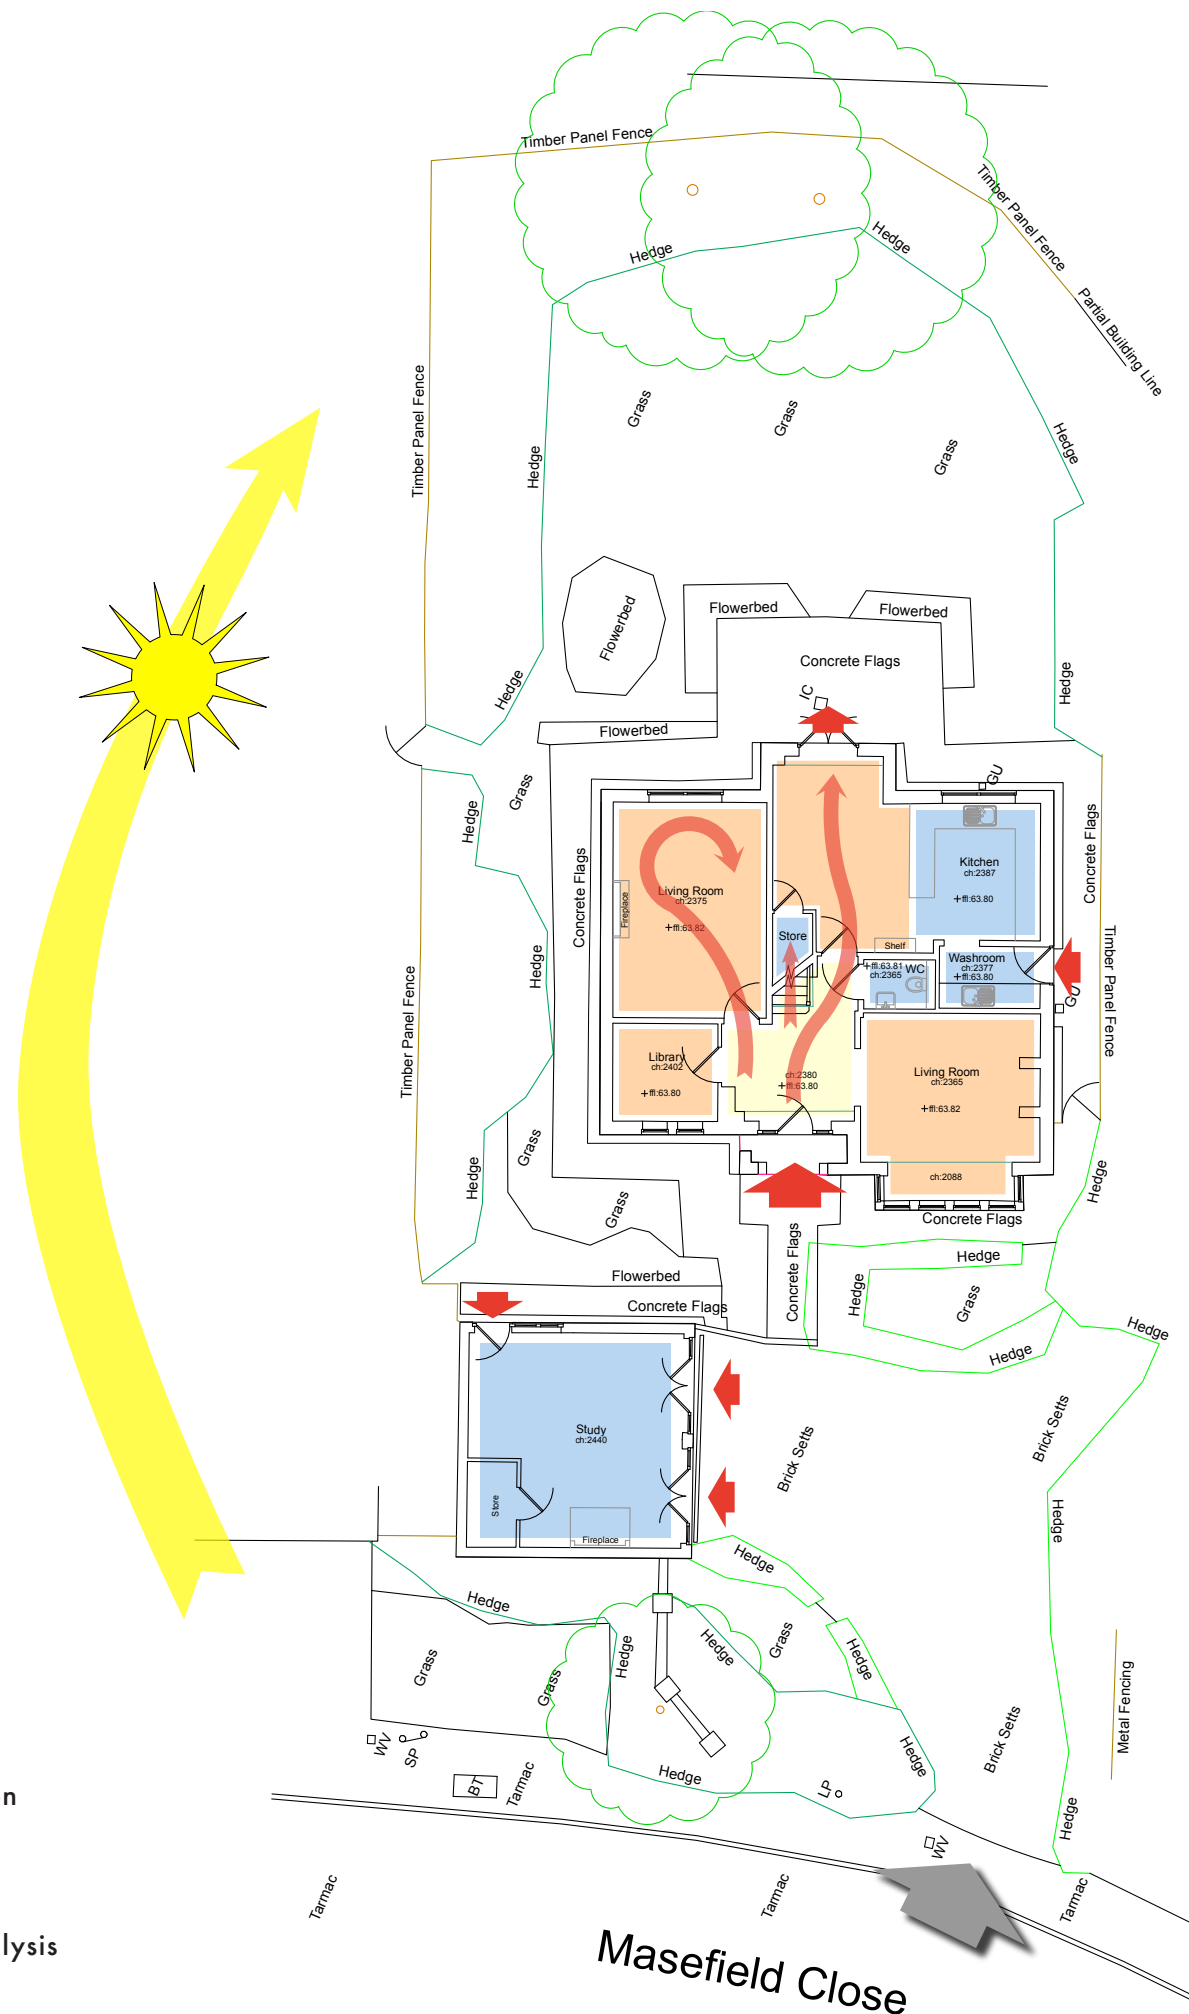 Timber Panel Fence
Timber Panel Fence
Hedge
Hedge
Partial Building Line
Timber Panel Fence
Grass
Grass
Grass
Hedge
Hedge
Flowerbed
Flowerbed
Flowerbed
Concrete Flags
Hedge
Hedge
IC
Flowerbed
Grass
GU
Hedge
Concrete Flags
Concrete Flags
Living Room
ch:2375
+ffl:63.82
Fireplace
Kitchen
ch:2387
+ffl:63.80
Store
Shelf
Hedge
Washroom
ch:2377
+ffl:63.80
+ffl:63.81
ch:2365
WC
GU
Timber Panel Fence
Timber Panel Fence
Library
ch:2402
+ffl:63.80
ch:2380
+ffl:63.80
Living Room
ch:2365
+ffl:63.82
Grass
Hedge
Hedge
ch:2088
Grass
Concrete Flags
Concrete Flags
Hedge
Flowerbed
Hedge
Grass
Concrete Flags
Hedge
Hedge
Study
ch:2440
Brick Setts
Brick Setts
Store
Hedge
Fireplace
Hedge
Hedge
Grass
Hedge
Hedge
Grass
Hedge
Grass
Metal Fencing
WV
SP
BT
Tarmac
Hedge
LP
Hedge
Brick Setts
Hedge
WV
n
Tarmac
Tarmac
Tarmac
lysis
Masefield Close